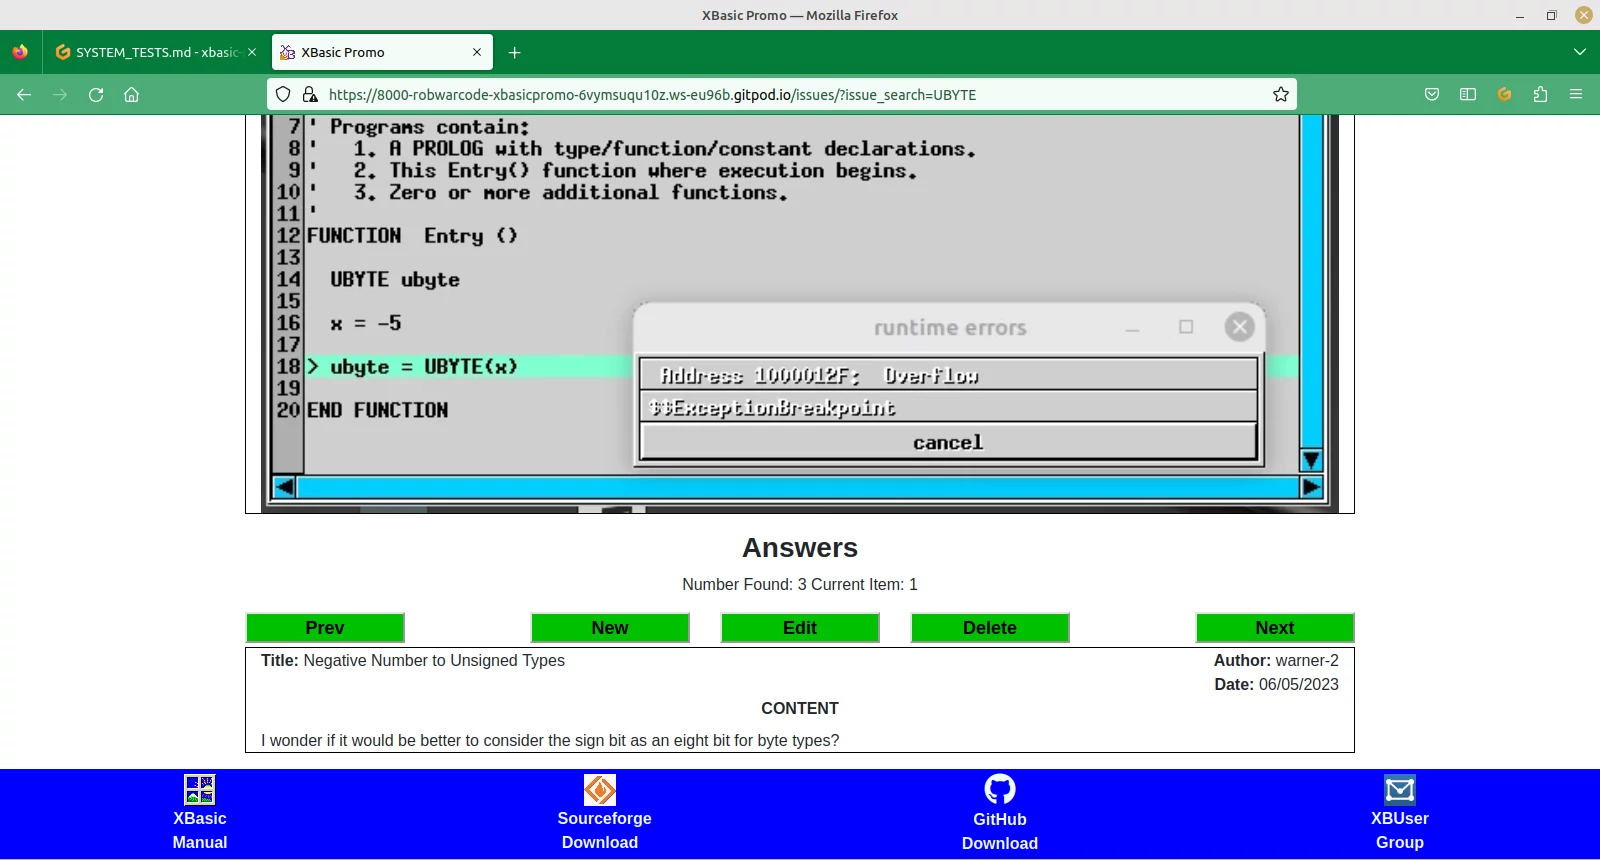 XBasic Promo — Mozilla Firefox
SYSTEM_TESTS.md - xbasic-
XBasic Promo
https://8000-robwarcode-xbasicpromo-6vymsuqu10z.ws-eu96b.gitpod.io/issues/?issue_search=UBYTE
7 ' Programs contain:
8 '   1. A PROLOG with type/function/constant declarations.
9 '   2. This Entry() function where execution begins.
10 '   3. Zero or more additional functions.
11 '
12 FUNCTION  Entry ()
13
14   UBYTE ubyte
15
16   x = -5
17
18 > ubyte = UBYTE(x)
19
20 END FUNCTION
runtime errors
Address 1000012F:  Overflow
$$ExceptionBreakpoint
cancel
Answers
Number Found: 3 Current Item: 1
Prev New Edit Delete Next
Title: Negative Number to Unsigned Types Author: warner-2
Date: 06/05/2023
CONTENT
I wonder if it would be better to consider the sign bit as an eight bit for byte types?
XBasic Sourceforge GitHub XBUser
Manual Download Download Group